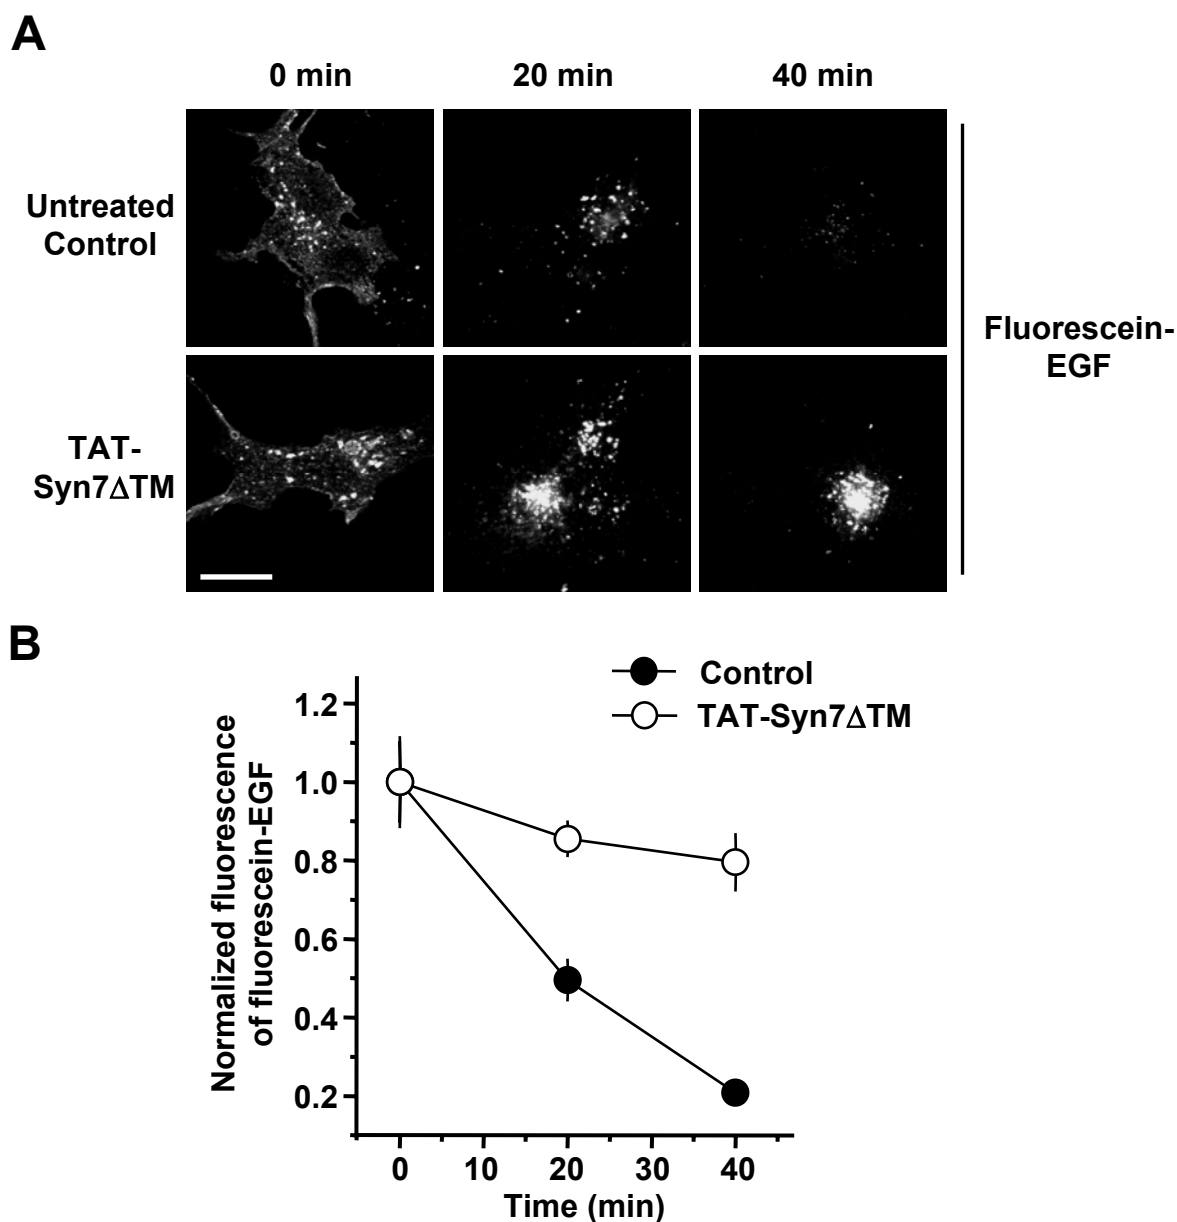 A
0 min 20 min 40 min
Untreated
Control
TAT-
Syn7ΔTM
Fluorescein-
EGF
B
Control
TAT-Syn7ΔTM
Normalized fluorescence
of fluorescein-EGF
1.2
1.0
0.8
0.6
0.4
0.2
0 10 20 30 40
Time (min)